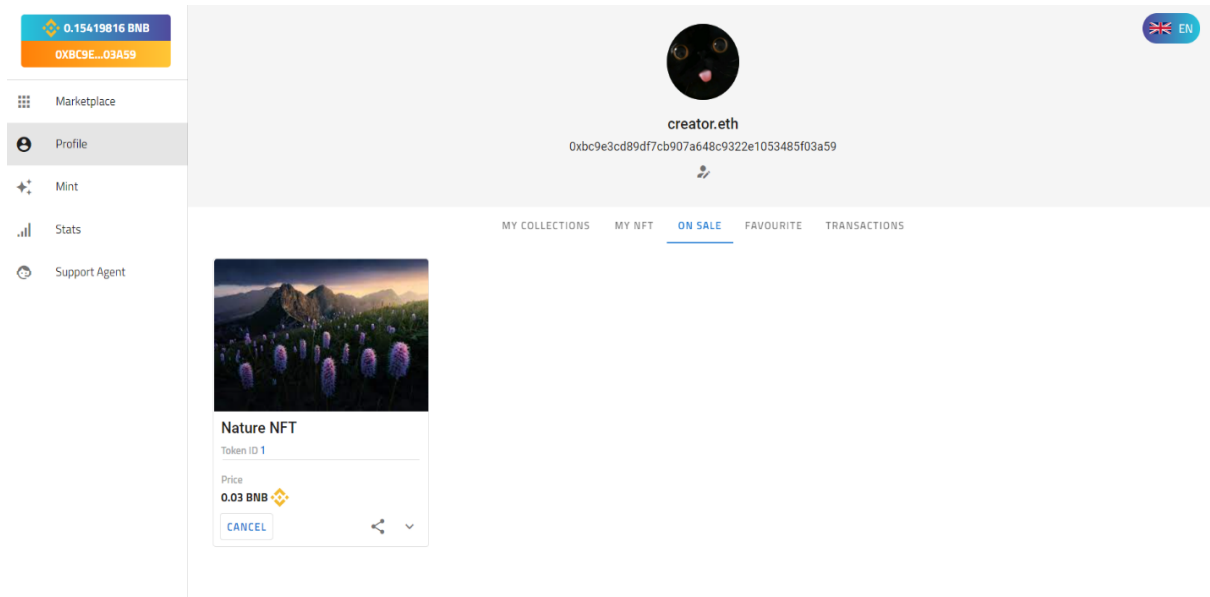 0.15419816 BNB
0XBC9E...03A59
EN
Marketplace
Profile
Mint
Stats
Support Agent
creator.eth
0xbc9e3cd89df7cb907a648c9322e1053485f03a59
MY COLLECTIONS MY NFT ON SALE FAVOURITE TRANSACTIONS
Nature NFT
Token ID 1
Price
0.03 BNB
CANCEL